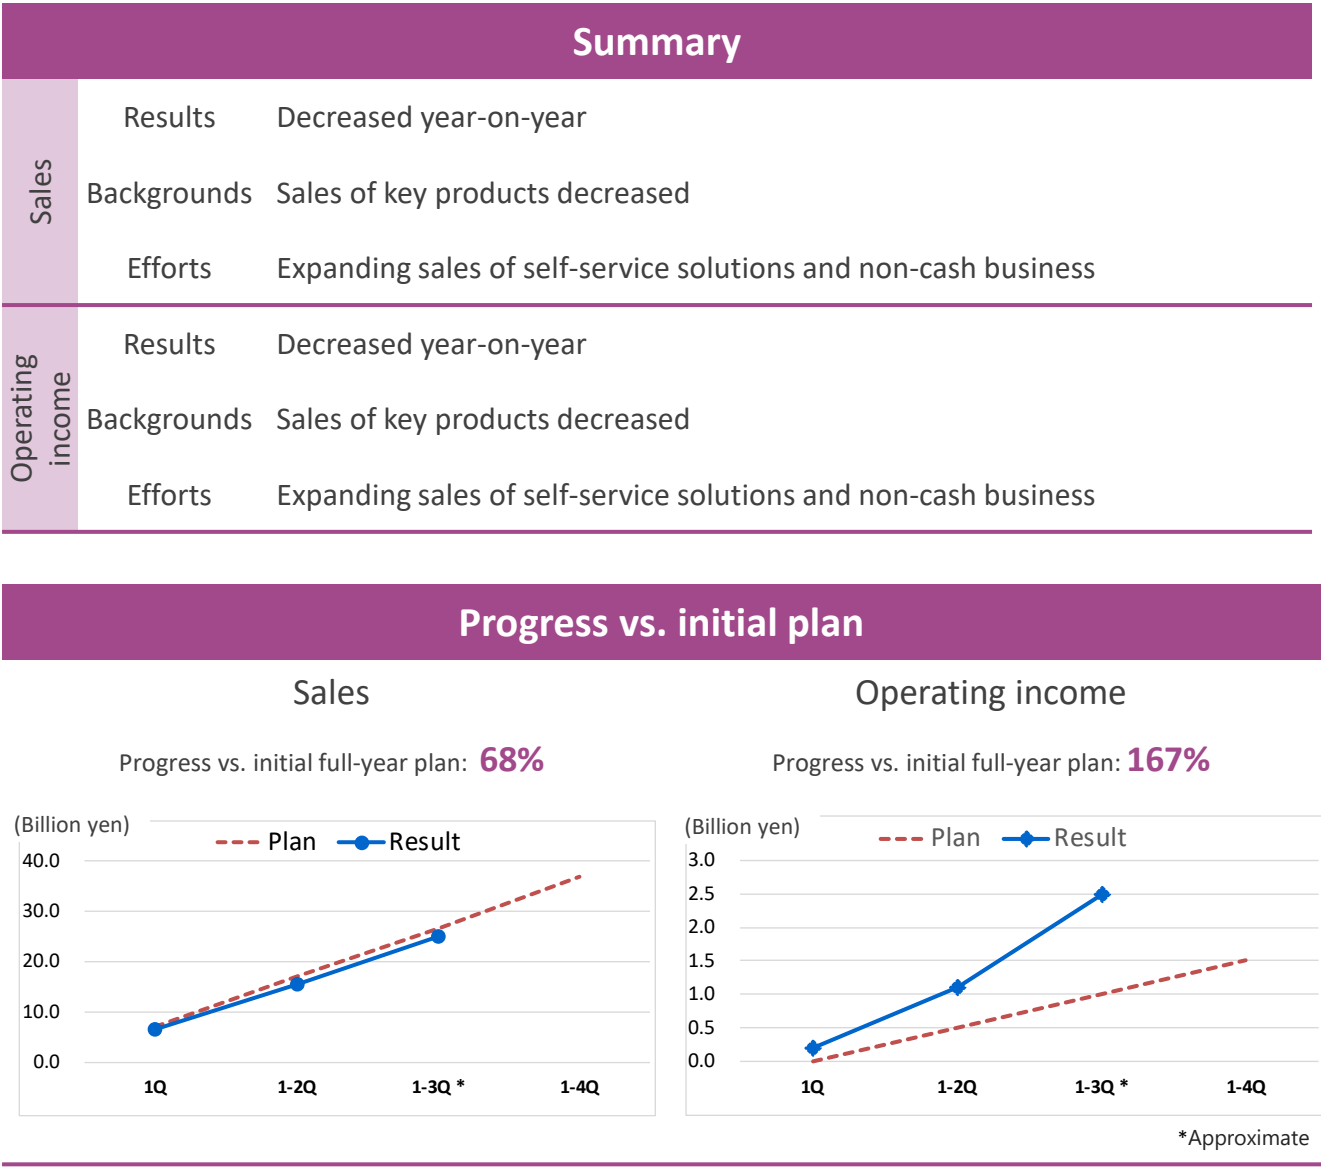 Summary
Sales
Results Decreased year-on-year
Backgrounds Sales of key products decreased
Efforts Expanding sales of self-service solutions and non-cash business
Operating
income
Results Decreased year-on-year
Backgrounds Sales of key products decreased
Efforts Expanding sales of self-service solutions and non-cash business
Progress vs. initial plan
Sales
Progress vs. initial full-year plan: 68%
(Billion yen)
Plan Result
40.0
30.0
20.0
10.0
0.0
1Q 1-2Q 1-3Q * 1-4Q
Operating income
Progress vs. initial full-year plan: 167%
(Billion yen)
Plan Result
3.0
2.5
2.0
1.5
1.0
0.5
0.0
1Q 1-2Q 1-3Q * 1-4Q
*Approximate